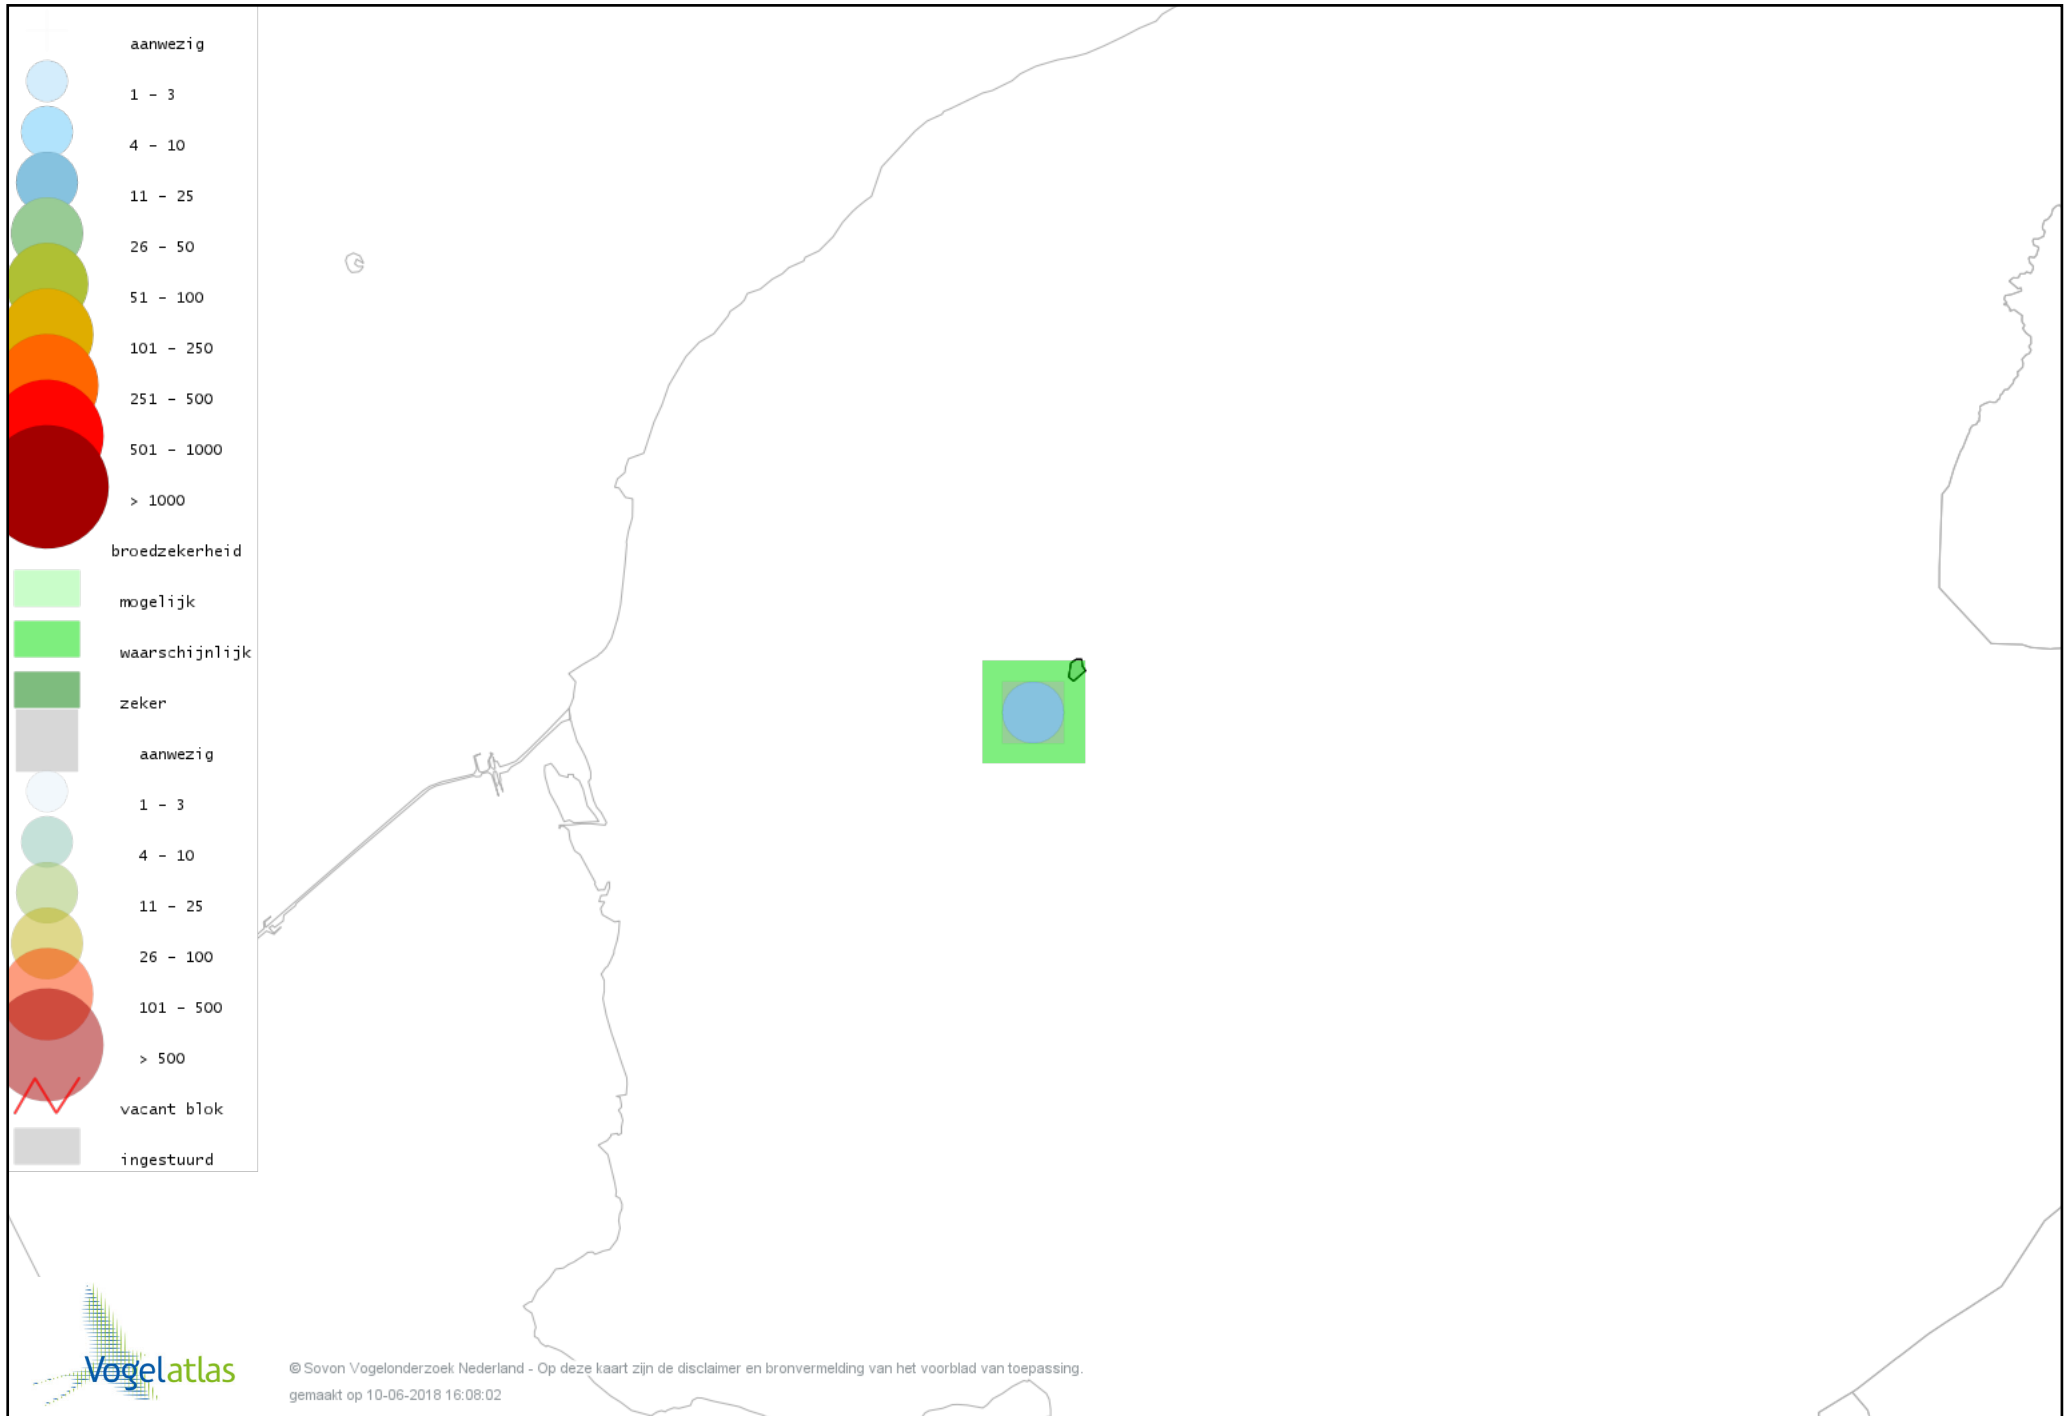 aanwezig
1 - 3
4 - 10
11 - 25
26 - 50
51 - 100
101 - 250
251 - 500
501 - 1000
> 1000
broedzekerheid
mogelijk
waarschijnlijk
zeker
aanwezig
1 - 3
4 - 10
11 - 25
26 - 100
101 - 500
> 500
vacant blok
ingestuurd
Vogelatlas
© Sovon Vogelonderzoek Nederland - Op deze kaart zijn de disclaimer en bronvermelding van het voorblad van toepassing.
gemaakt op 10-06-2018 16:08:02